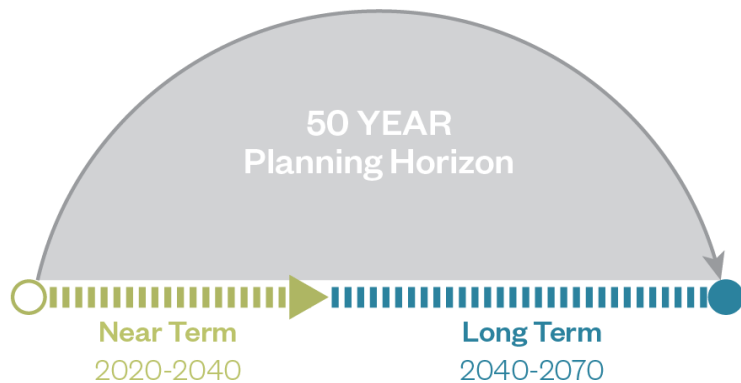 50 YEAR
Planning Horizon
Near Term
2020-2040
Long Term
2040-2070